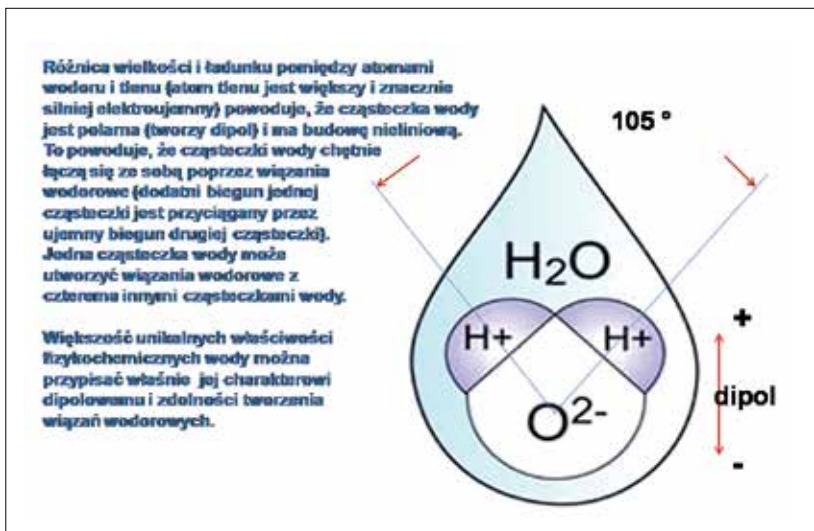 Różnica wielkości i ładunku pomiędzy atomami
wodoru i tlenu (atom tlenu jest większy i znacznie
silniej elektroujemny) powoduje, że cząsteczka wody
jest polarna (tworzy dipol) i ma budowę nieliniową.
To powoduje, że cząsteczki wody chętnie
łączą się ze sobą poprzez wiązania
wodorowe (dodatni biegun jednej
cząsteczki jest przyciągany przez
ujemny biegun drugiej cząsteczki).
Jedna cząsteczka wody może
utworzyć wiązania wodorowe z
czterema innymi cząsteczkami wody.
Większość unikalnych właściwości
fizykochemicznych wody można
przypisać właśnie jej charakterowi
dipolowemu i zdolności tworzenia
wiązań wodorowych.
105 °
H₂O
H+ H+
O²⁻
+
dipol
-